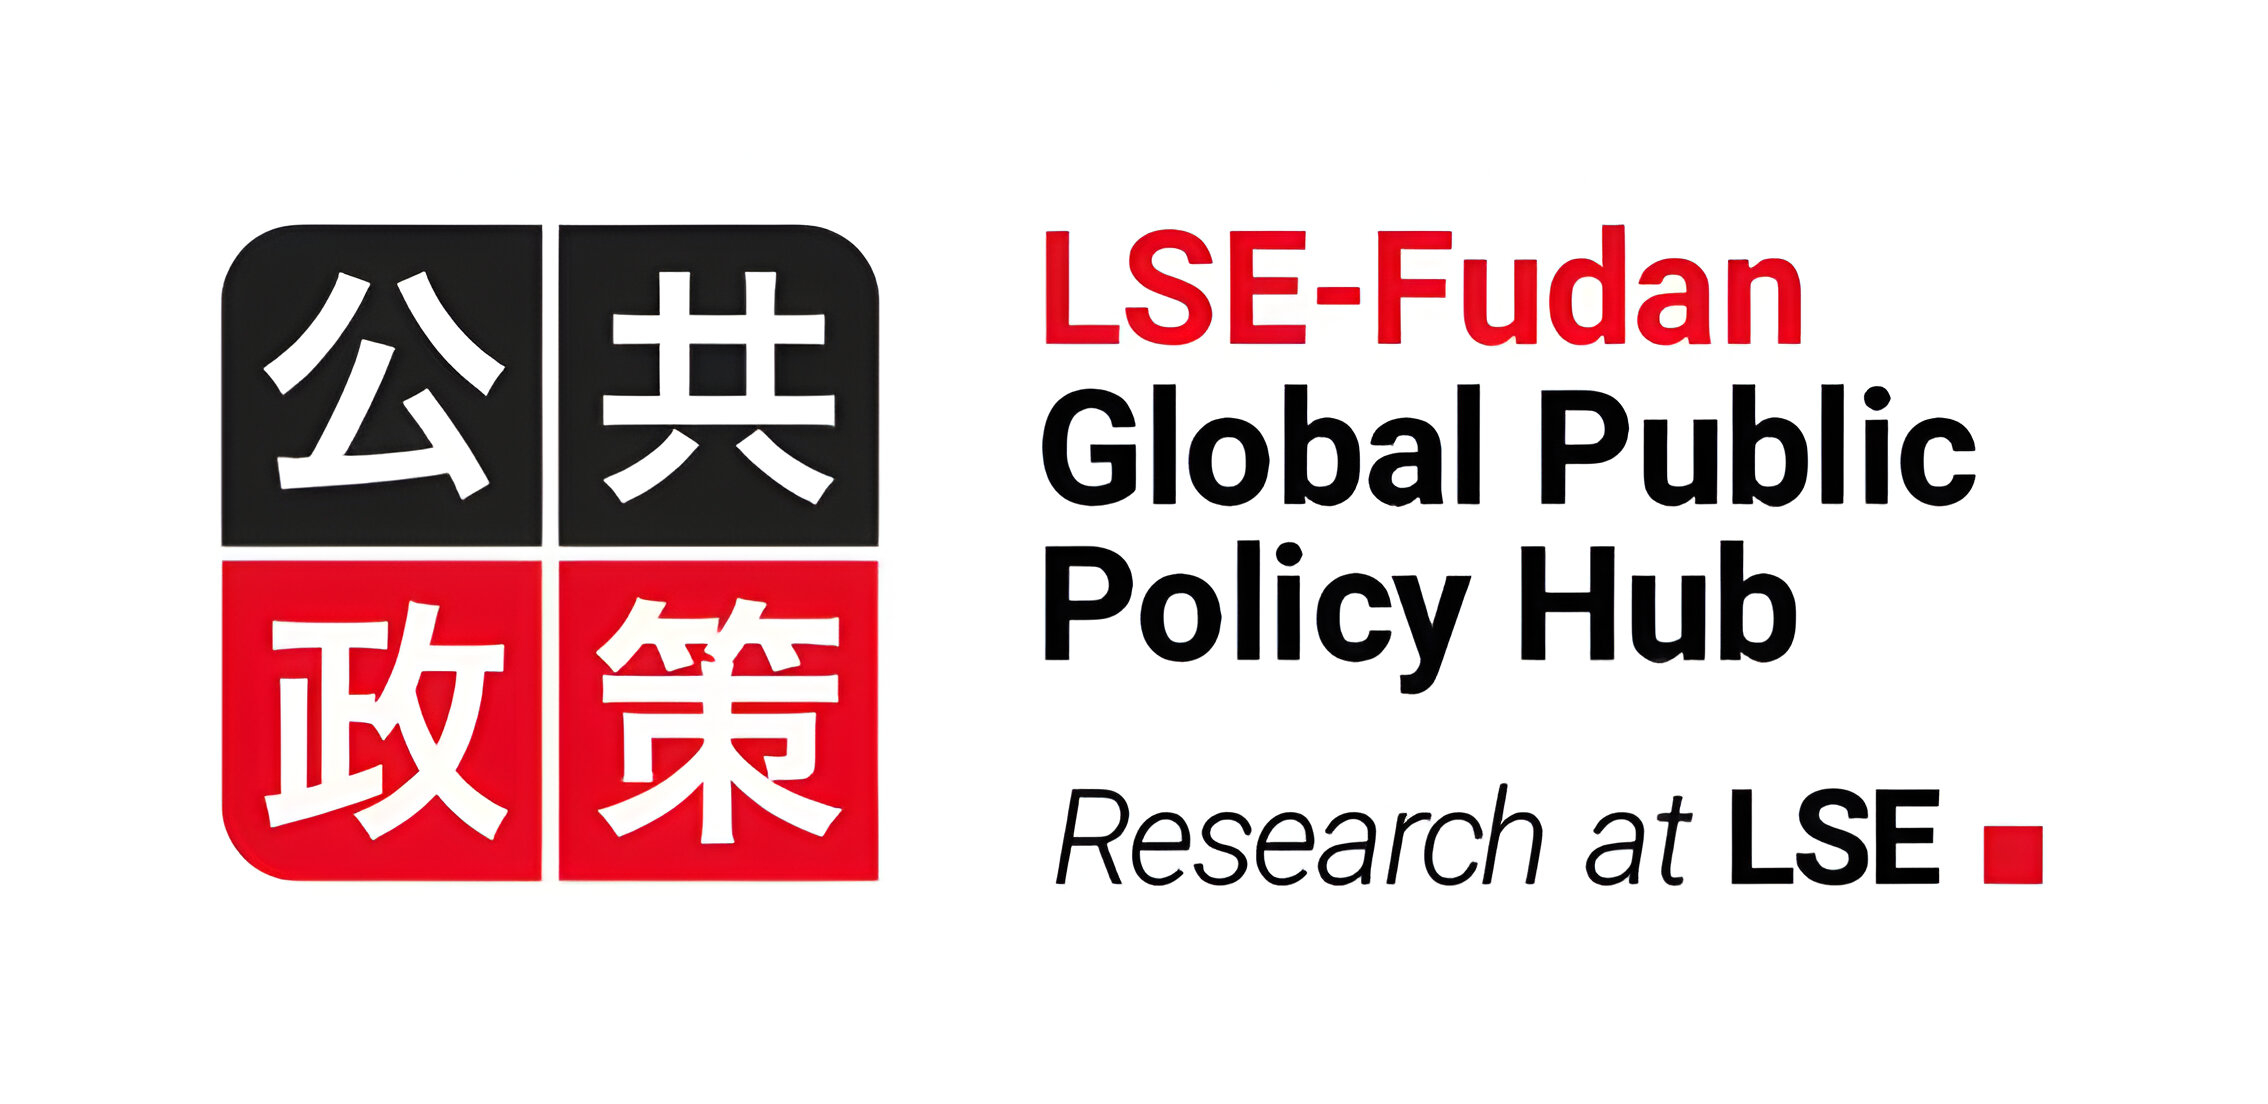 公共
政策
LSE-Fudan
Global Public
Policy Hub
Research at LSE